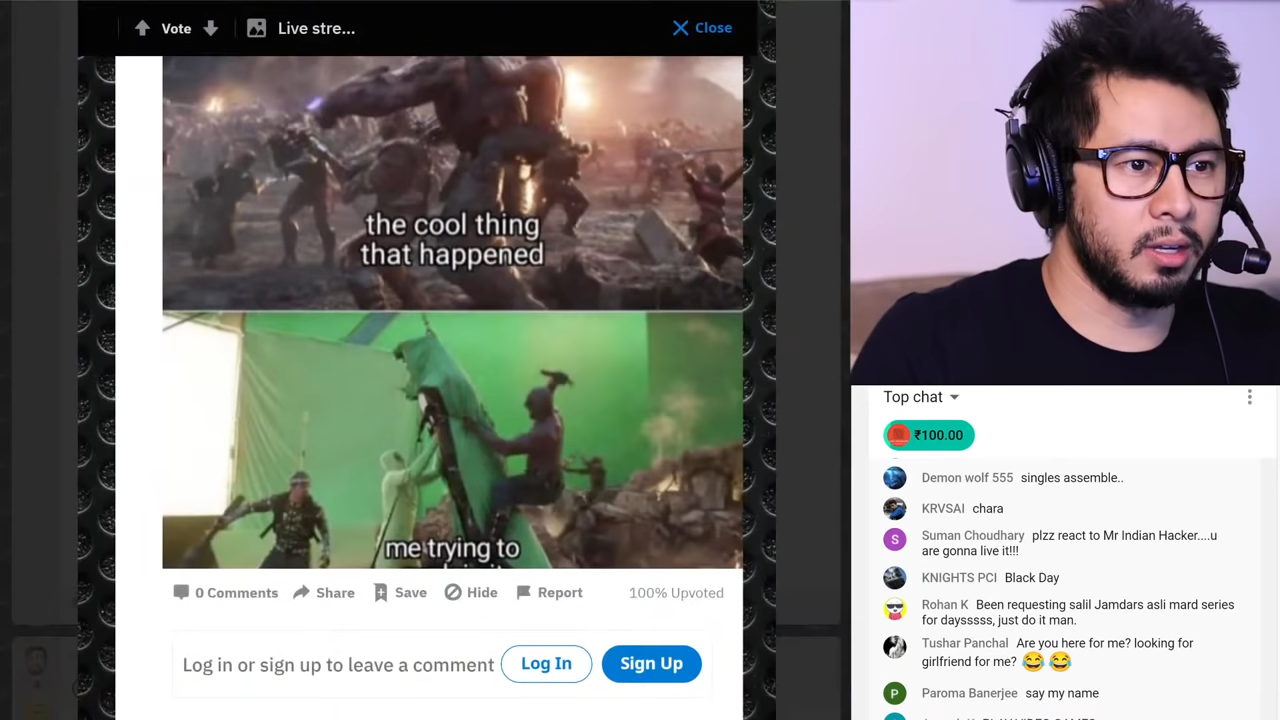 Vote
Live stre...
Close
the cool thing
that happened
me trying to
0 Comments
Share
Save
Hide
Report
100% Upvoted
Log in or sign up to leave a comment
Log In
Sign Up
Top chat
₹100.00
Demon wolf 555 singles assemble..
KRVSAI chara
S
Suman Choudhary plzz react to Mr Indian Hacker....u
are gonna live it!!!
KNIGHTS PCI Black Day
Rohan K Been requesting salil Jamdars asli mard series
for daysssss, just do it man.
Tushar Panchal Are you here for me? looking for
girlfriend for me? 😂😂
P
Paroma Banerjee say my name